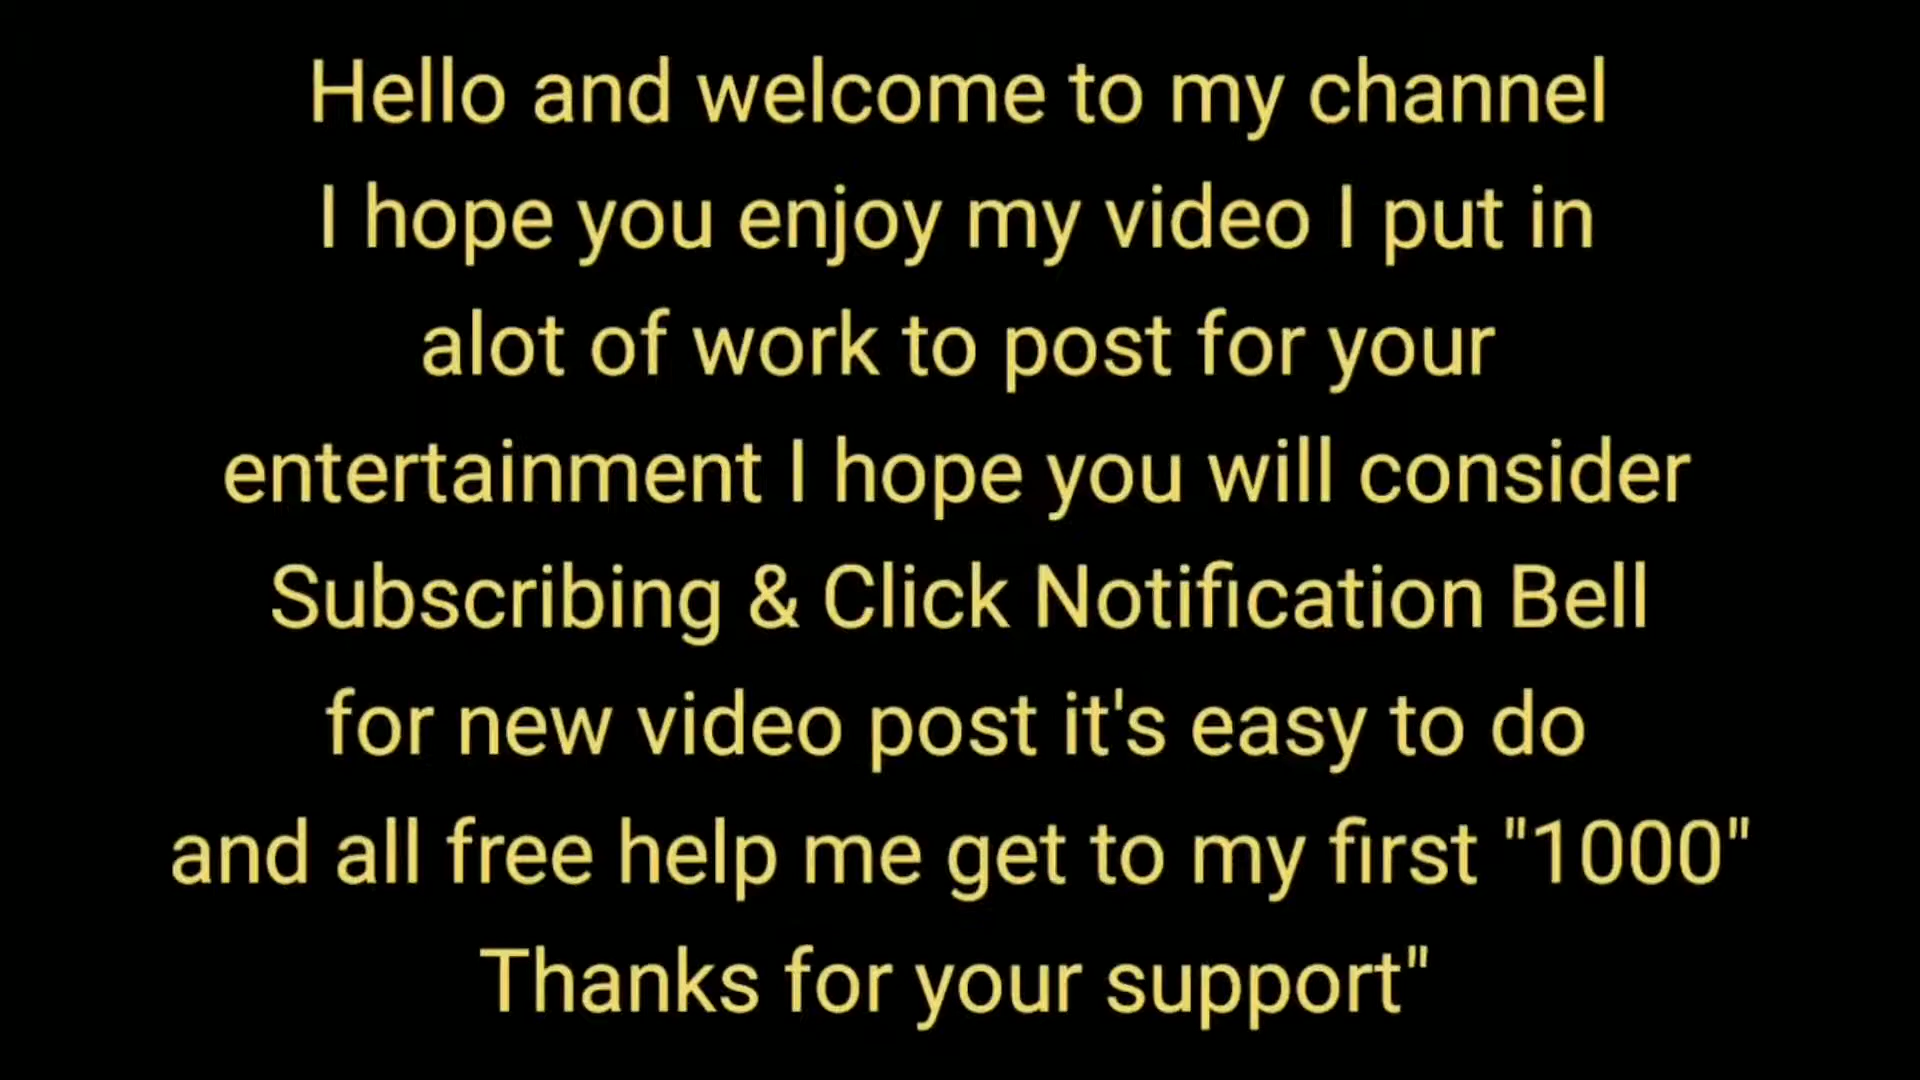 Hello and welcome to my channel
I hope you enjoy my video I put in
alot of work to post for your
entertainment I hope you will consider
Subscribing & Click Notification Bell
for new video post it's easy to do
and all free help me get to my first "1000"
Thanks for your support"